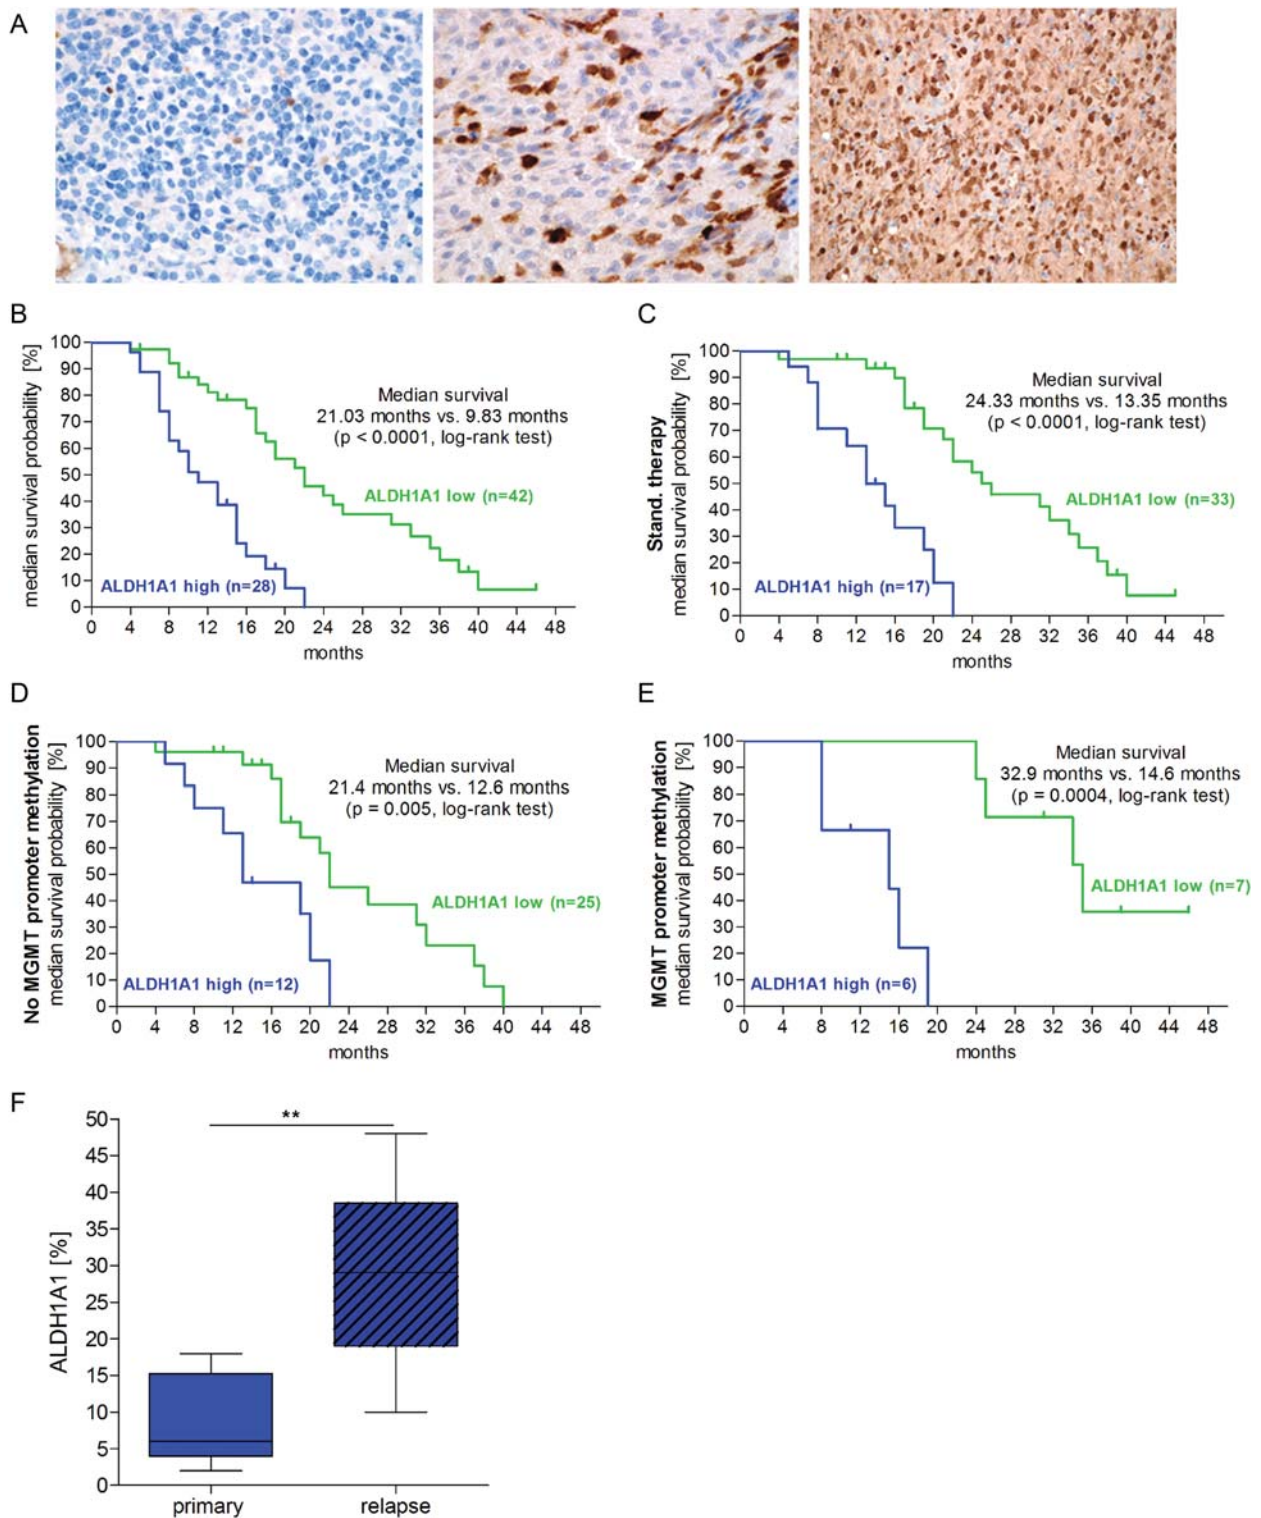 A
B
median survival probability [%]
100
90
80
70
60
50
40
30
20
10
0
Median survival
21.03 months vs. 9.83 months
(p < 0.0001, log-rank test)
ALDH1A1 low (n=42)
ALDH1A1 high (n=28)
0 4 8 12 16 20 24 28 32 36 40 44 48
months
C
Stand. therapy
median survival probability [%]
100
90
80
70
60
50
40
30
20
10
0
Median survival
24.33 months vs. 13.35 months
(p < 0.0001, log-rank test)
ALDH1A1 low (n=33)
ALDH1A1 high (n=17)
0 4 8 12 16 20 24 28 32 36 40 44 48
months
D
No MGMT promoter methylation
median survival probability [%]
100
90
80
70
60
50
40
30
20
10
0
Median survival
21.4 months vs. 12.6 months
(p = 0.005, log-rank test)
ALDH1A1 low (n=25)
ALDH1A1 high (n=12)
0 4 8 12 16 20 24 28 32 36 40 44 48
months
E
MGMT promoter methylation
median survival probability [%]
100
90
80
70
60
50
40
30
20
10
0
Median survival
32.9 months vs. 14.6 months
(p = 0.0004, log-rank test)
ALDH1A1 low (n=7)
ALDH1A1 high (n=6)
0 4 8 12 16 20 24 28 32 36 40 44 48
months
F
ALDH1A1 [%]
50
45
40
35
30
25
20
15
10
5
0
**
primary relapse